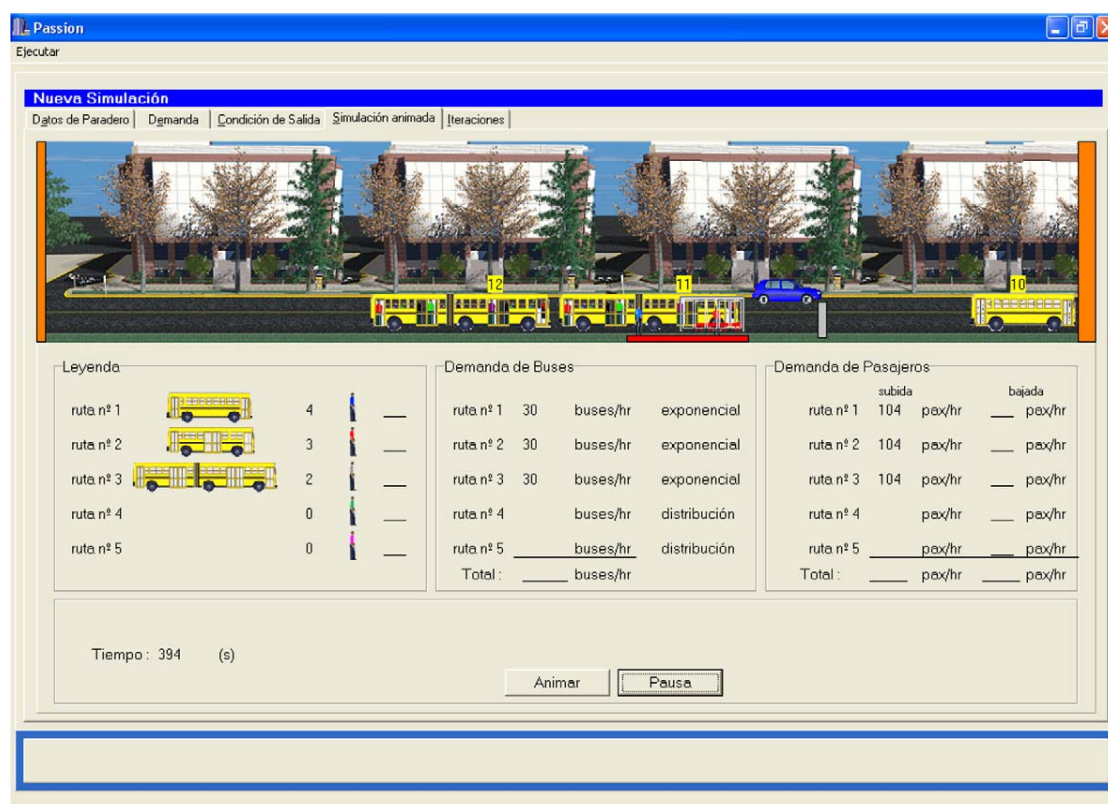 Passion
Ejecutar
Nueva Simulación
Datos de Paradero Demanda Condición de Salida Simulación animada Iteraciones
12 11 10
Leyenda
ruta nº 1 4
ruta nº 2 3
ruta nº 3 2
ruta nº 4 0
ruta nº 5 0
Demanda de Buses
ruta nº 1 30 buses/hr exponencial
ruta nº 2 30 buses/hr exponencial
ruta nº 3 30 buses/hr exponencial
ruta nº 4 buses/hr distribución
ruta nº 5 buses/hr distribución
Total : buses/hr
Demanda de Pasajeros
subida bajada
ruta nº 1 104 pax/hr pax/hr
ruta nº 2 104 pax/hr pax/hr
ruta nº 3 104 pax/hr pax/hr
ruta nº 4 pax/hr pax/hr
ruta nº 5 pax/hr pax/hr
Total : pax/hr pax/hr
Tiempo : 394 (s)
Animar Pausa